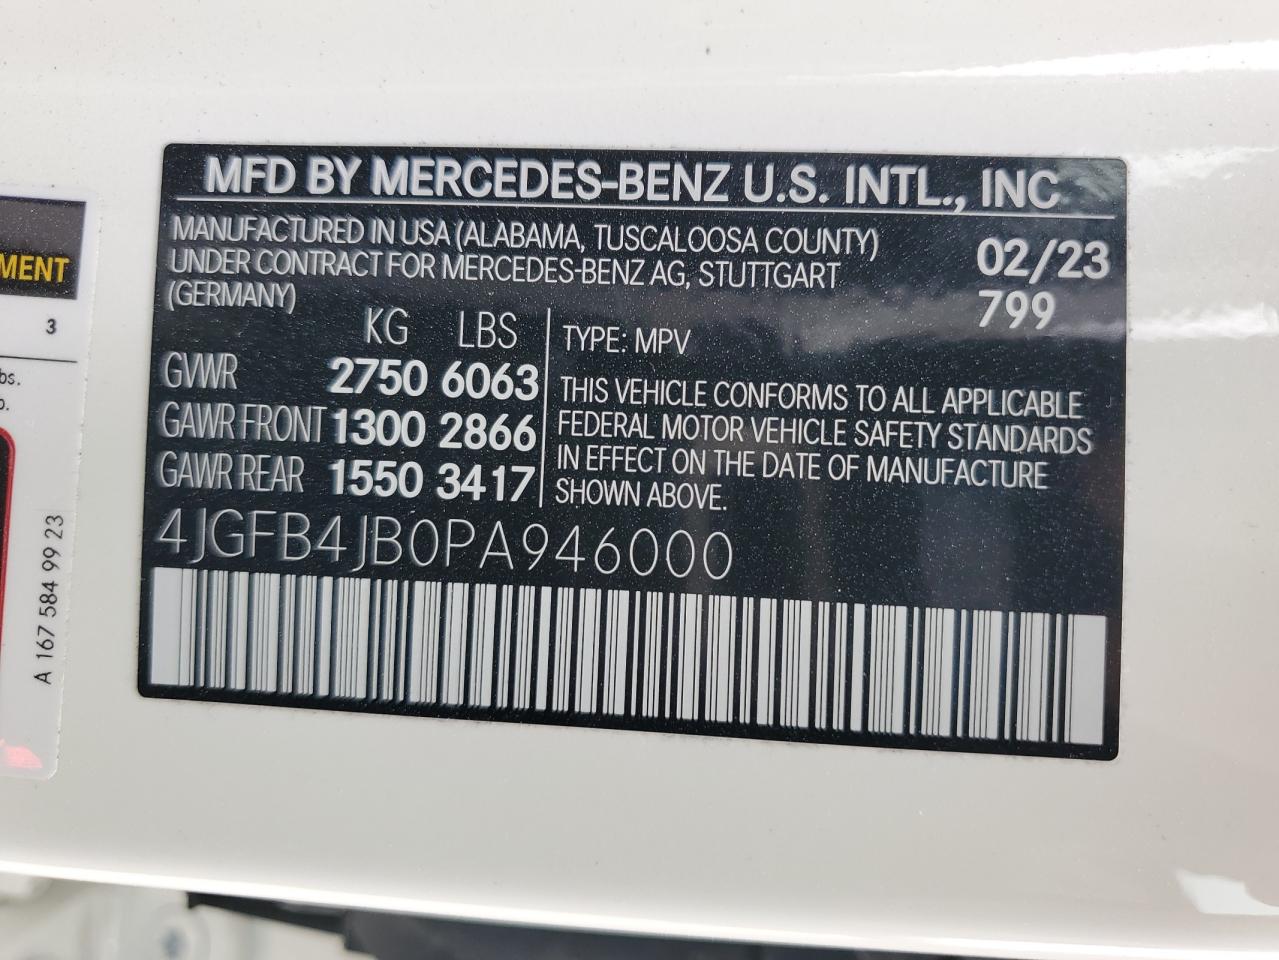 MFD BY MERCEDES-BENZ U.S. INTL., INC
MANUFACTURED IN USA (ALABAMA, TUSCALOOSA COUNTY)
UNDER CONTRACT FOR MERCEDES-BENZ AG, STUTTGART
(GERMANY)
02/23
799
KG LBS
GVWR 2750 6063
GAWR FRONT 1300 2866
GAWR REAR 1550 3417
TYPE: MPV
THIS VEHICLE CONFORMS TO ALL APPLICABLE
FEDERAL MOTOR VEHICLE SAFETY STANDARDS
IN EFFECT ON THE DATE OF MANUFACTURE
SHOWN ABOVE.
4JGFB4JB0PA946000
MENT
3
bs.
A 167 584 99 23